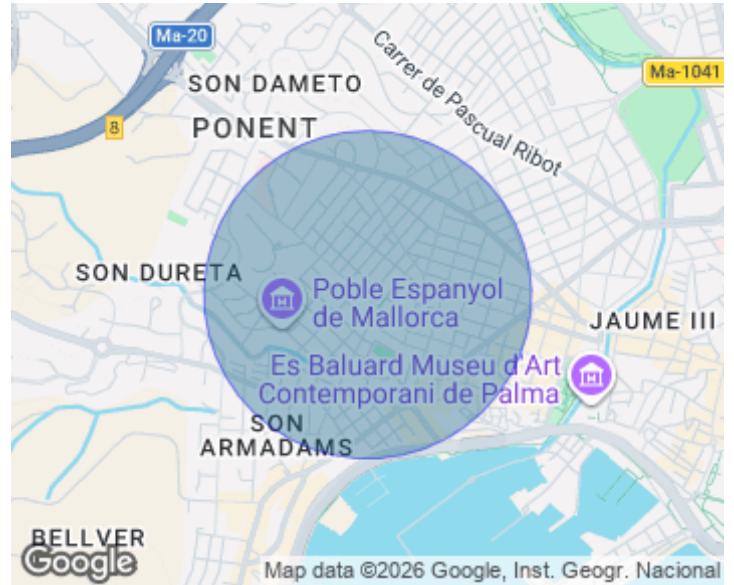 Ma-20
Carrer de Pascual Ribot
Ma-1041
SON DAMETO
8
PONENT
SON DURETA
Poble Espanyol
de Mallorca
JAUME III
Es Baluard Museu d'Art
Contemporani de Palma
SON
ARMADAMS
BELLVER
Google
Map data ©2026 Google, Inst. Geogr. Nacional